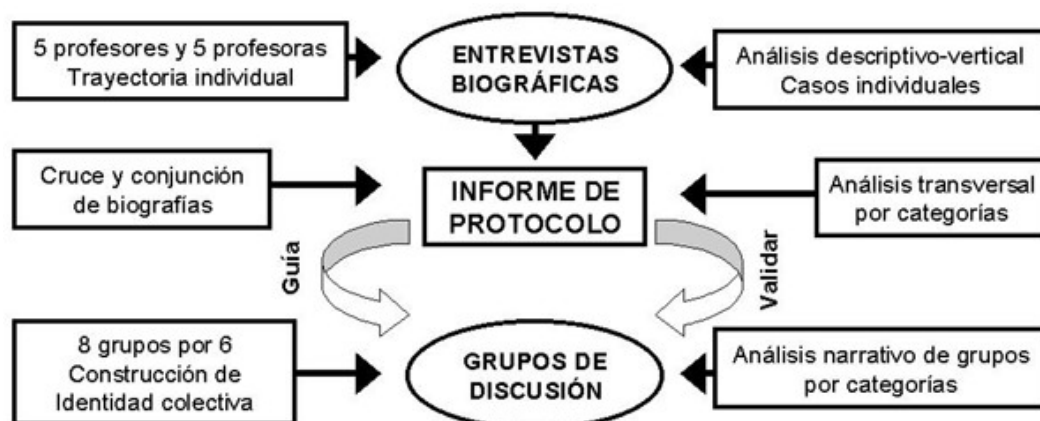 5 profesores y 5 profesoras
Trayectoria individual
ENTREVISTAS
BIOGRÁFICAS
Análisis descriptivo-vertical
Casos individuales
Cruce y conjunción
de biografías
INFORME DE
PROTOCOLO
Análisis transversal
por categorías
Guía
Validar
8 grupos por 6
Construcción de
Identidad colectiva
GRUPOS DE
DISCUSIÓN
Análisis narrativo de grupos
por categorías